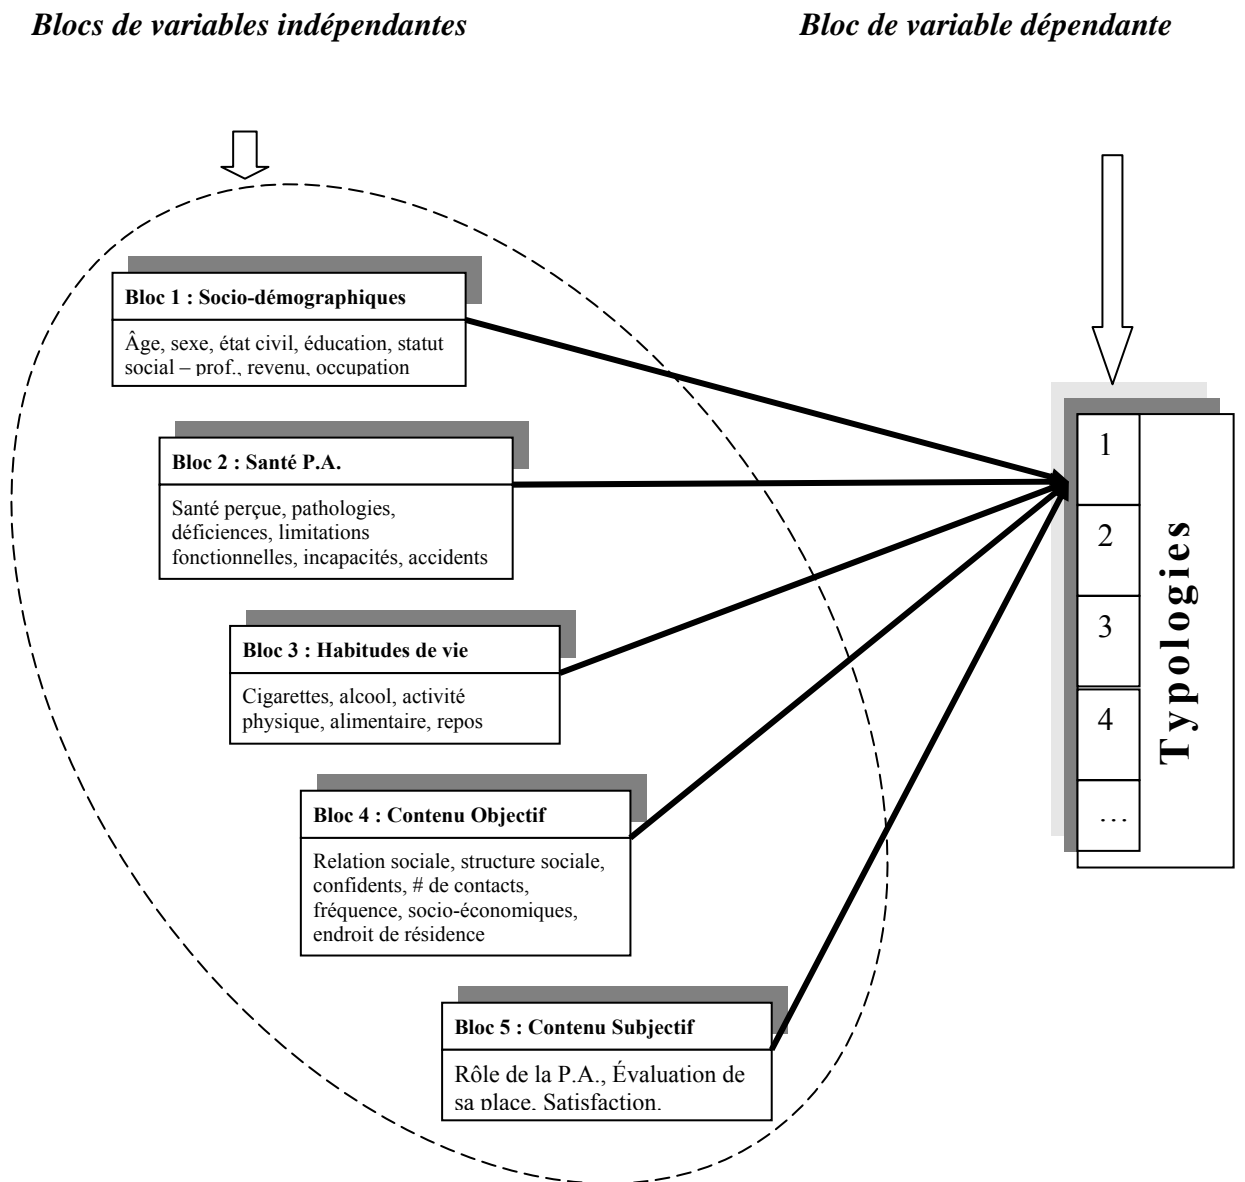 Blocs de variables indépendantes
Bloc de variable dépendante
Bloc 1 : Socio-démographiques
Âge, sexe, état civil, éducation, statut
social – prof., revenu, occupation
Bloc 2 : Santé P.A.
Santé perçue, pathologies,
déficiences, limitations
fonctionnelles, incapacités, accidents
Bloc 3 : Habitudes de vie
Cigarettes, alcool, activité
physique, alimentaire, repos
Bloc 4 : Contenu Objectif
Relation sociale, structure sociale,
confidents, # de contacts,
fréquence, socio-économiques,
endroit de résidence
Bloc 5 : Contenu Subjectif
Rôle de la P.A., Évaluation de
sa place. Satisfaction.
1
2
3
4
…
Typologies